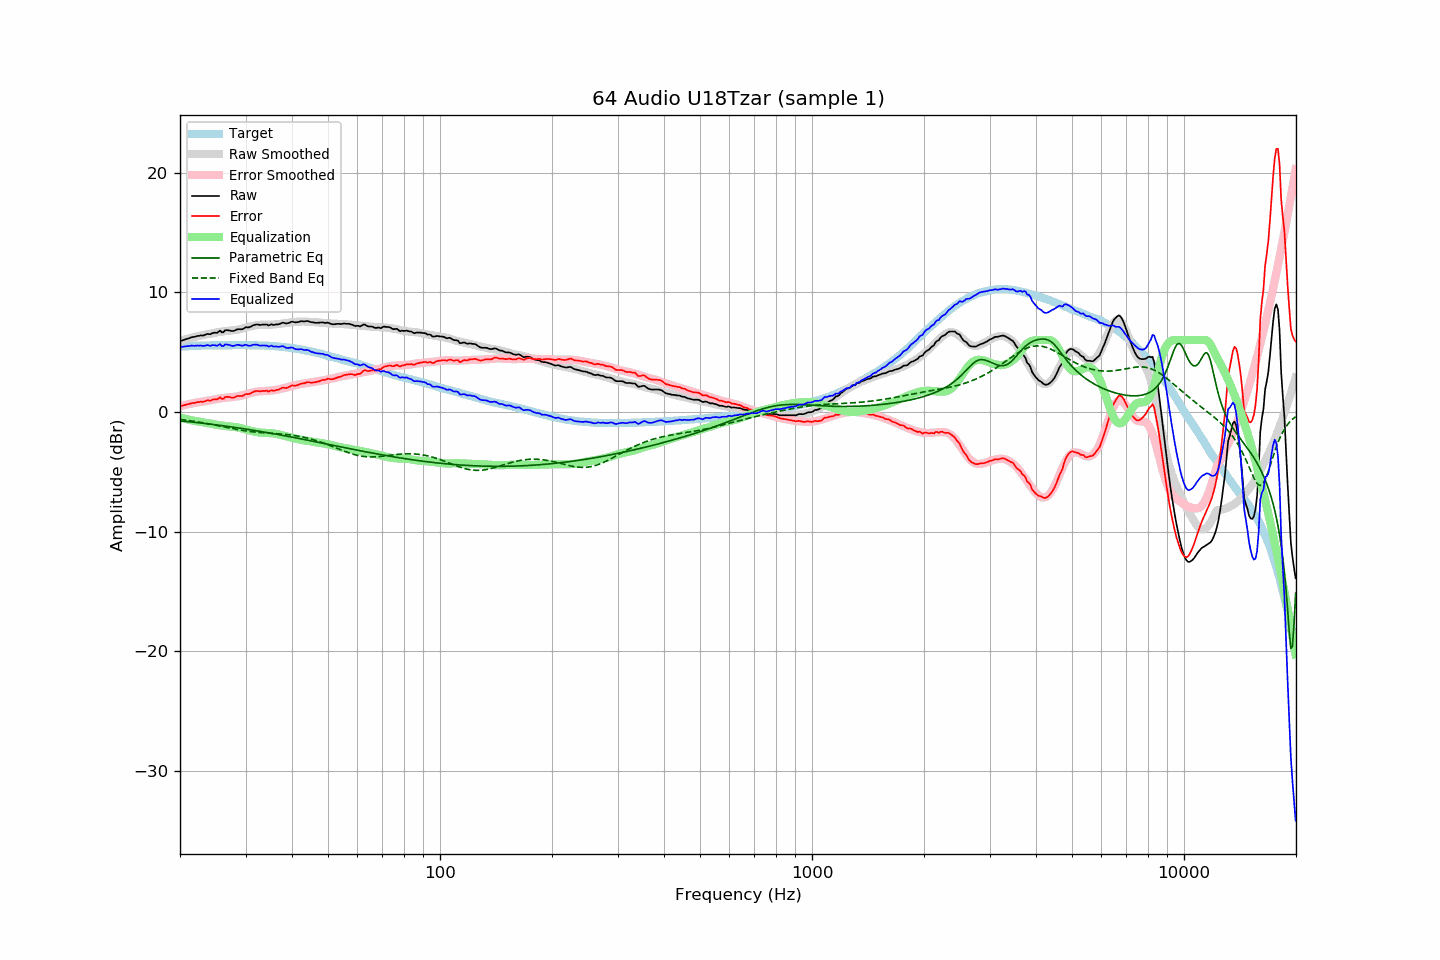 64 Audio U18Tzar (sample 1)
Target
Raw Smoothed
Error Smoothed
Raw
Error
Equalization
Parametric Eq
Fixed Band Eq
Equalized
20
10
0
−10
−20
−30
Amplitude (dBr)
100
1000
10000
Frequency (Hz)